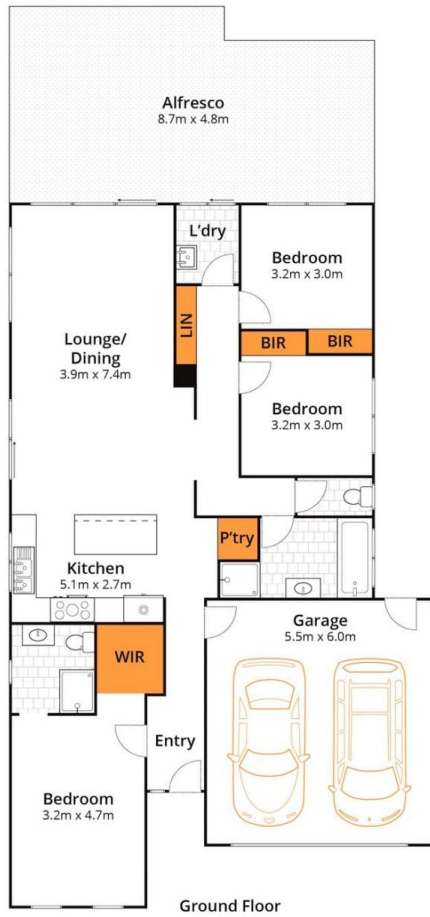 Alfresco
8.7m x 4.8m
L'dry
Bedroom
3.2m x 3.0m
LIN
Lounge/
Dining
3.9m x 7.4m
BIR
BIR
Bedroom
3.2m x 3.0m
P'try
Kitchen
5.1m x 2.7m
Garage
5.5m x 6.0m
WIR
Entry
Bedroom
3.2m x 4.7m
Ground Floor